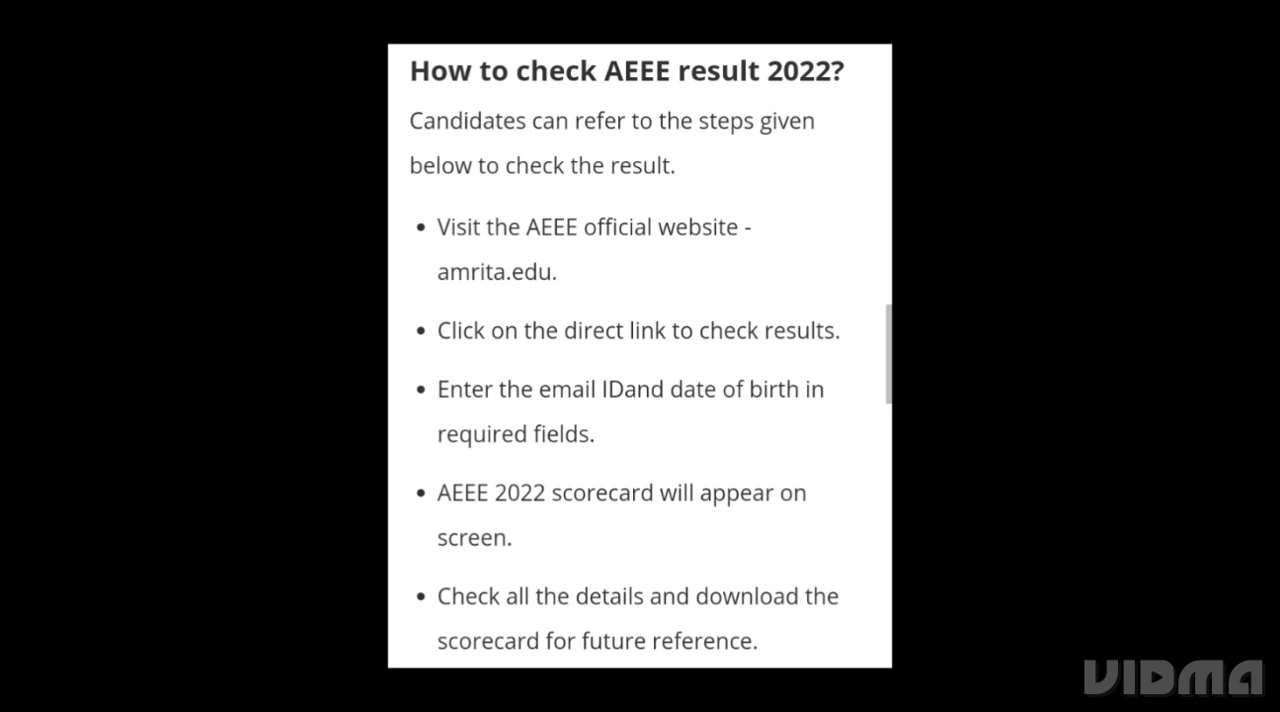 How to check AEEE result 2022?
Candidates can refer to the steps given
below to check the result.
• Visit the AEEE official website -
amrita.edu.
• Click on the direct link to check results.
• Enter the email IDand date of birth in
required fields.
• AEEE 2022 scorecard will appear on
screen.
• Check all the details and download the
scorecard for future reference.
VIDMA